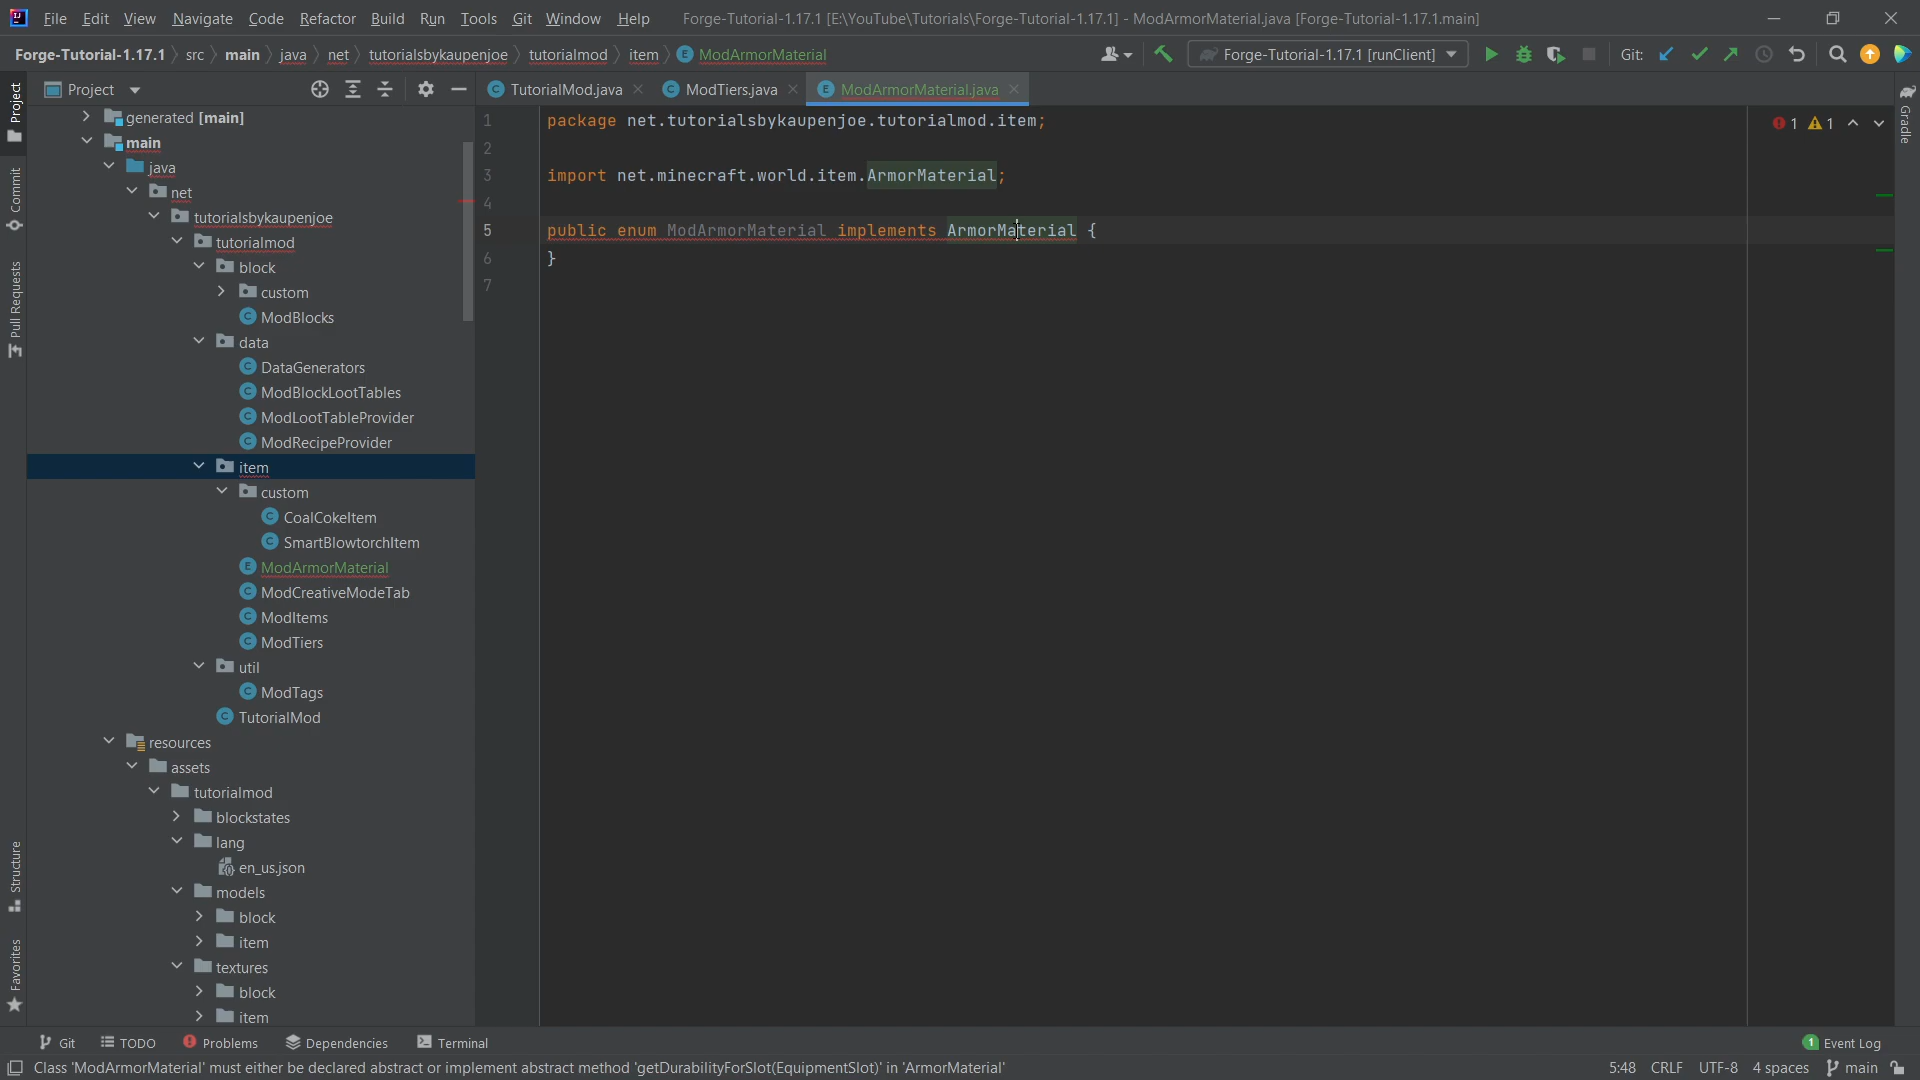 File Edit View Navigate Code Refactor Build Run Tools Git Window Help Forge-Tutorial-1.17.1 [E:\YouTube\Tutorials\Forge-Tutorial-1.17.1] - ModArmorMaterial.java [Forge-Tutorial-1.17.1.main]
Forge-Tutorial-1.17.1 src main java net tutorialsbykaupenjoe tutorialmod item ModArmorMaterial Forge-Tutorial-1.17.1 [runClient] Git:
Project
TutorialMod.java ModTiers.java ModArmorMaterial.java
Project
Commit
Pull Requests
Structure
Favorites
generated [main]
main
java
net
tutorialsbykaupenjoe
tutorialmod
block
custom
ModBlocks
data
DataGenerators
ModBlockLootTables
ModLootTableProvider
ModRecipeProvider
item
custom
CoalCokeItem
SmartBlowtorchItem
ModArmorMaterial
ModCreativeModeTab
ModItems
ModTiers
util
ModTags
TutorialMod
resources
assets
tutorialmod
blockstates
lang
en_us.json
models
block
item
textures
block
item
1 package net.tutorialsbykaupenjoe.tutorialmod.item;
2
3 import net.minecraft.world.item.ArmorMaterial;
4
5 public enum ModArmorMaterial implements ArmorMaterial {
6 }
7
1 1
Gradle
Git TODO Problems Dependencies Terminal 1 Event Log
Class 'ModArmorMaterial' must either be declared abstract or implement abstract method 'getDurabilityForSlot(EquipmentSlot)' in 'ArmorMaterial' 5:48 CRLF UTF-8 4 spaces main